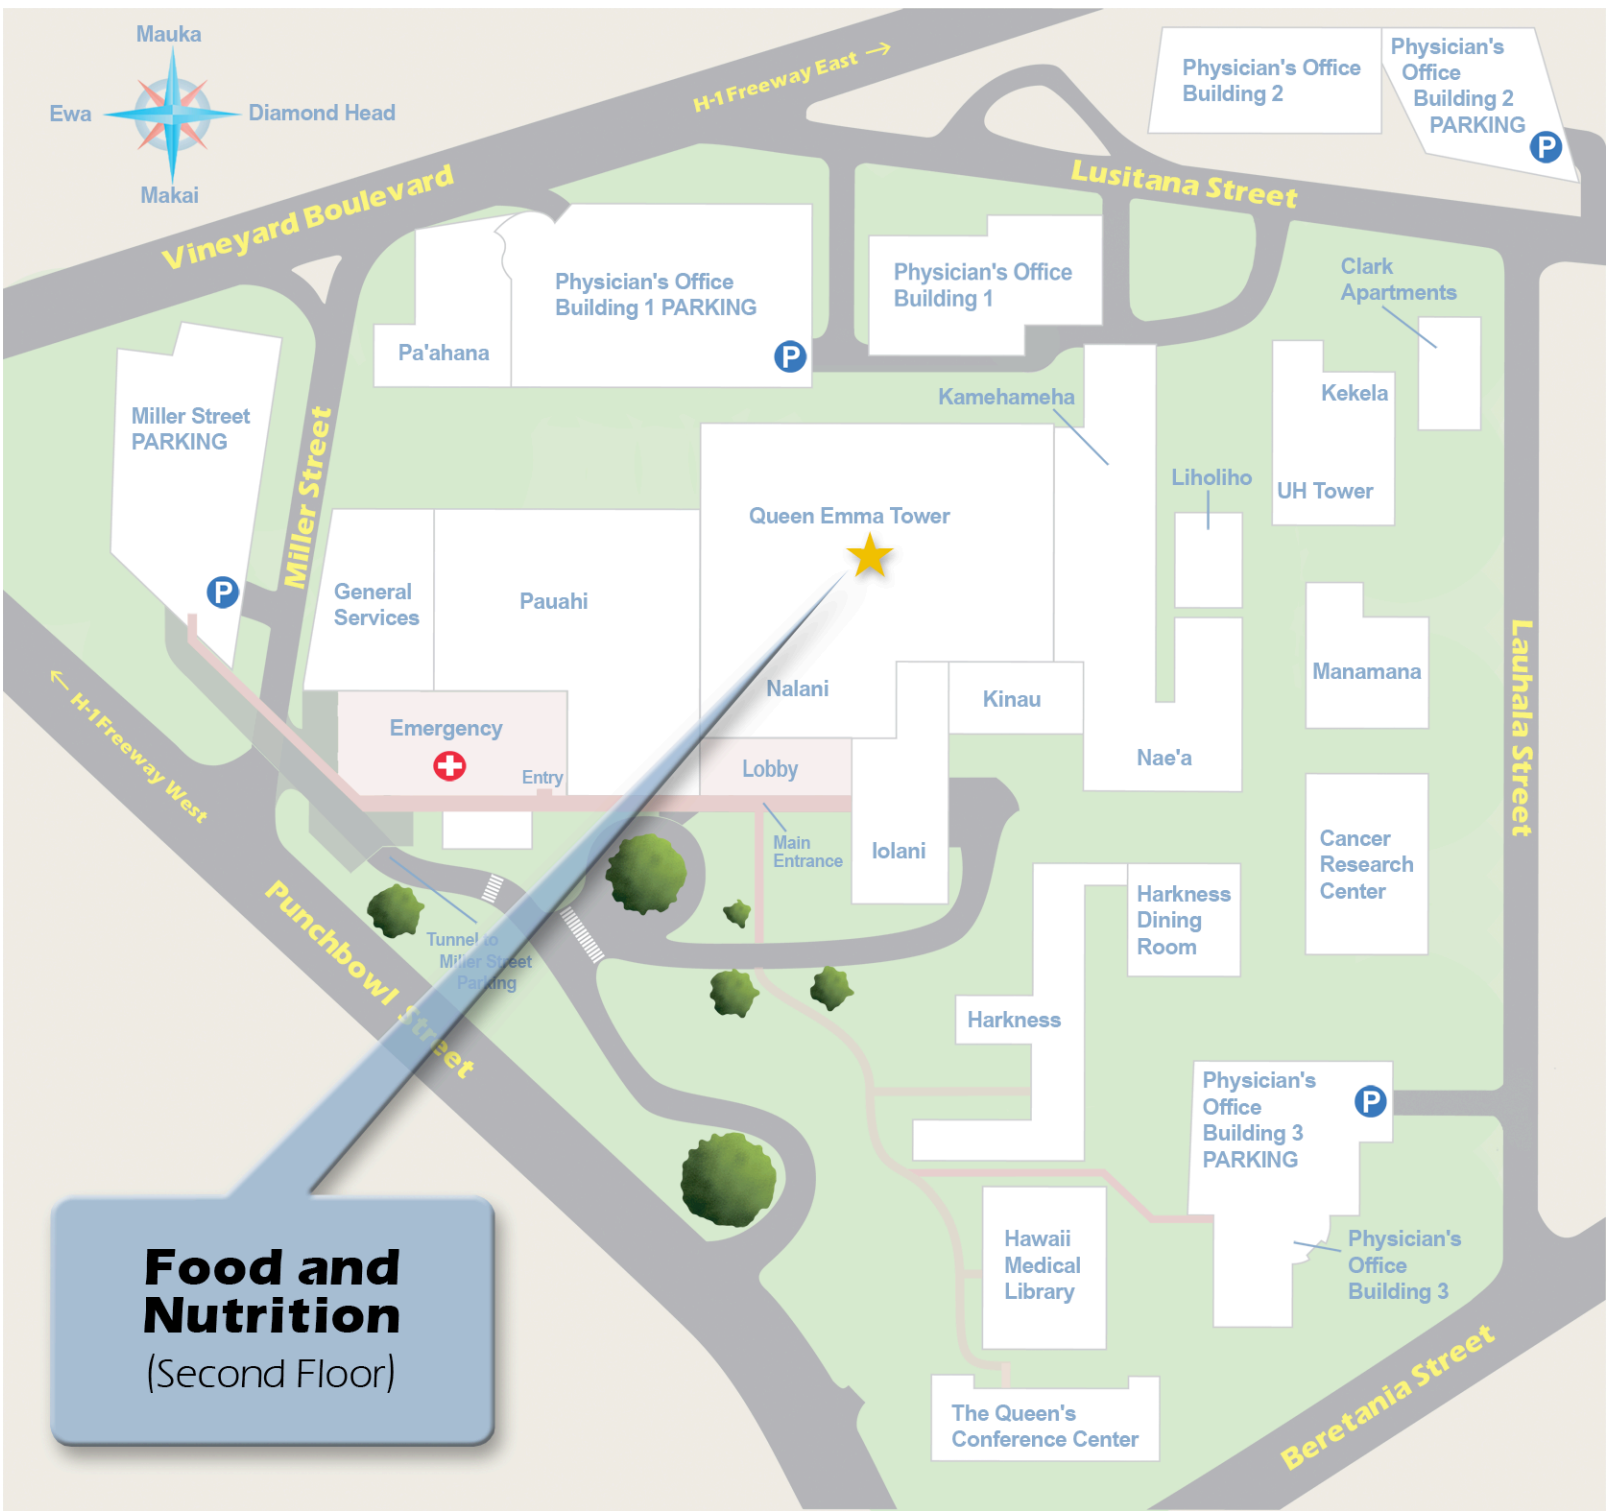 Mauka
Ewa
Diamond Head
Makai
H-1 Freeway East →
Vineyard Boulevard
Lusitana Street
Physician's Office
Building 2
Physician's
Office
Building 2
PARKING
P
Physician's Office
Building 1 PARKING
P
Pa'ahana
Physician's Office
Building 1
Clark
Apartments
Miller Street
PARKING
P
Miller Street
Kamehameha
Kekela
UH Tower
Liholiho
Queen Emma Tower
General
Services
Pauahi
Nalani
Kinau
Nae'a
Manamana
Lauhala Street
← H-1 Freeway West
Emergency
Entry
Lobby
Main
Entrance
Iolani
Cancer
Research
Center
Harkness
Dining
Room
Harkness
Tunnel to
Miller Street
Parking
Punchbowl Street
Physician's
Office
Building 3
PARKING
P
Physician's
Office
Building 3
Hawaii
Medical
Library
The Queen's
Conference Center
Beretania Street
Food and
Nutrition
(Second Floor)